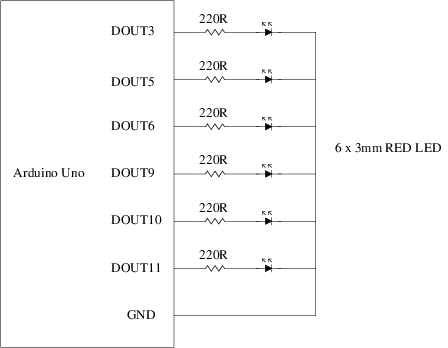 220R
DOUT3
220R
DOUT5
220R
DOUT6
6 x 3mm RED LED
220R
Arduino Uno
DOUT9
220R
DOUT10
220R
DOUT11
GND